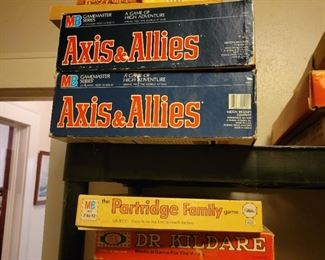 MB GAMEMASTER SERIES
A GAME OF HIGH ADVENTURE
Axis & Allies
MB GAMEMASTER SERIES
A GAME OF HIGH ADVENTURE
Axis & Allies
MB
the Partridge Family game
DR. KILDARE